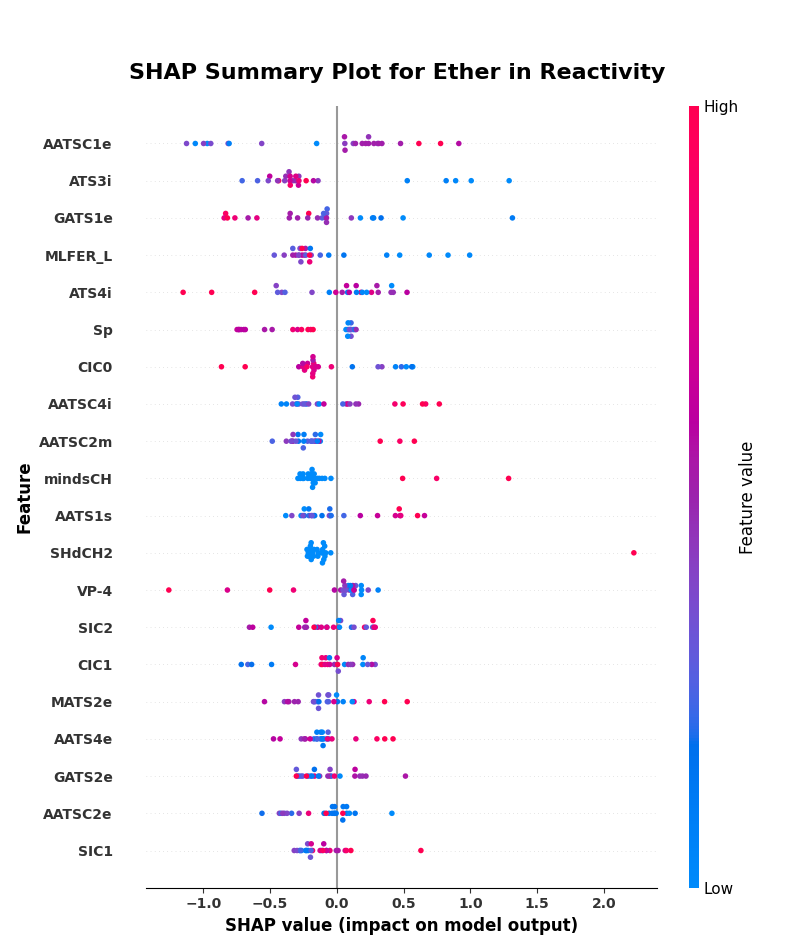 SHAP Summary Plot for Ether in Reactivity
High
AATSC1e
ATS3i
GATS1e
MLFER_L
ATS4i
Sp
CIC0
AATSC4i
AATSC2m
mindsCH
AATS1s
SHdCH2
VP-4
SIC2
CIC1
MATS2e
AATS4e
GATS2e
AATSC2e
SIC1
Feature
Feature value
Low
−1.0 −0.5 0.0 0.5 1.0 1.5 2.0
SHAP value (impact on model output)